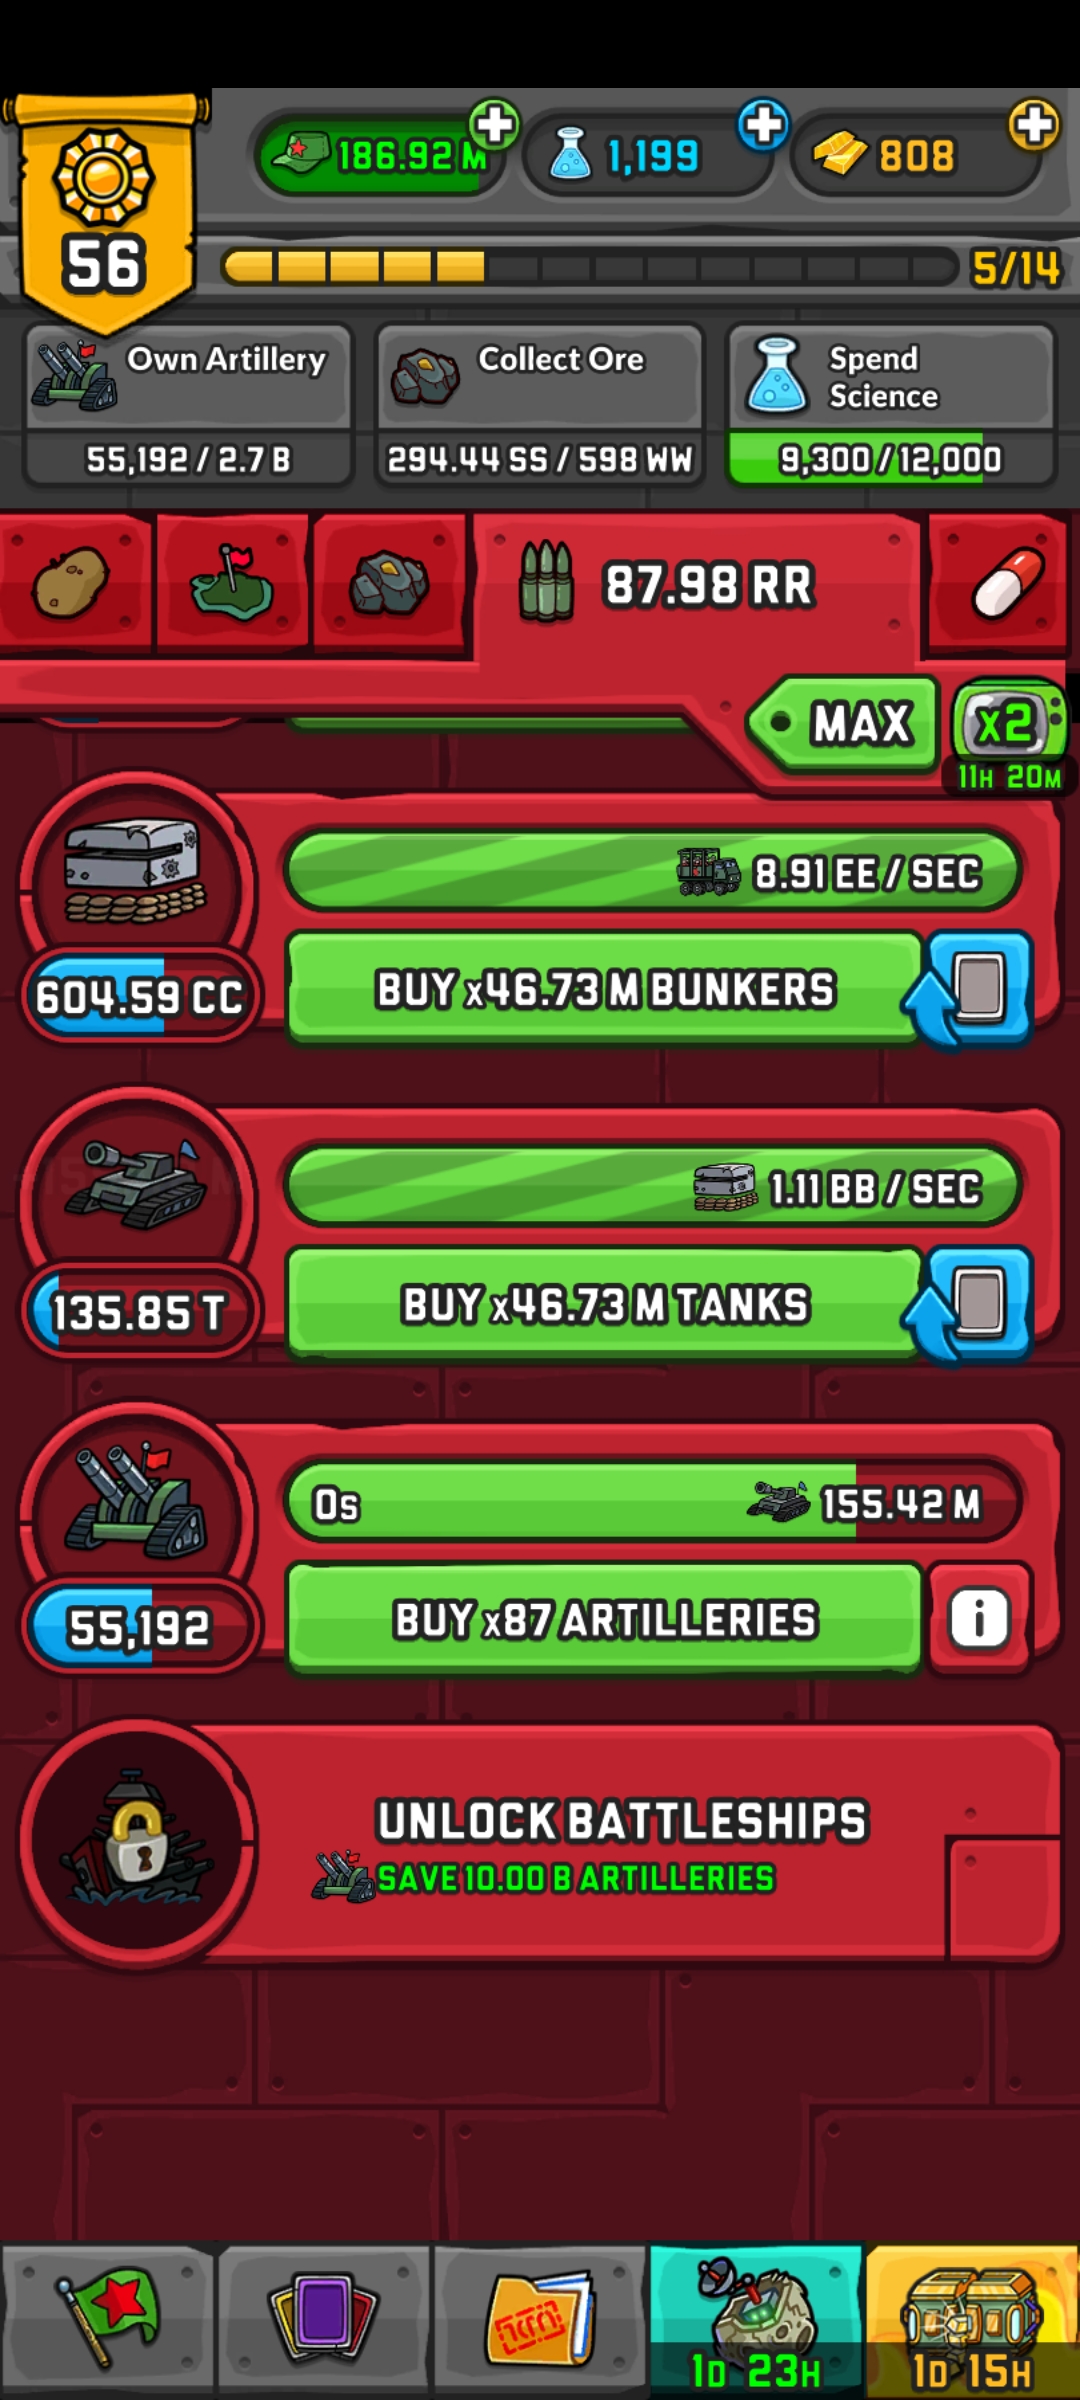 186.92 M
1,199
808
56
5/14
Own Artillery
Collect Ore
Spend
Science
55,192 / 2.7 B
294.44 SS / 598 WW
9,300 / 12,000
87.98 RR
MAX
x2
11H 20M
8.91 EE / SEC
604.59 CC
BUY x46.73 M BUNKERS
1.11 BB / SEC
135.85 T
BUY x46.73 M TANKS
0s
155.42 M
55,192
BUY x87 ARTILLERIES
i
UNLOCK BATTLESHIPS
SAVE 10.00 B ARTILLERIES
1D 23H
1D 15H